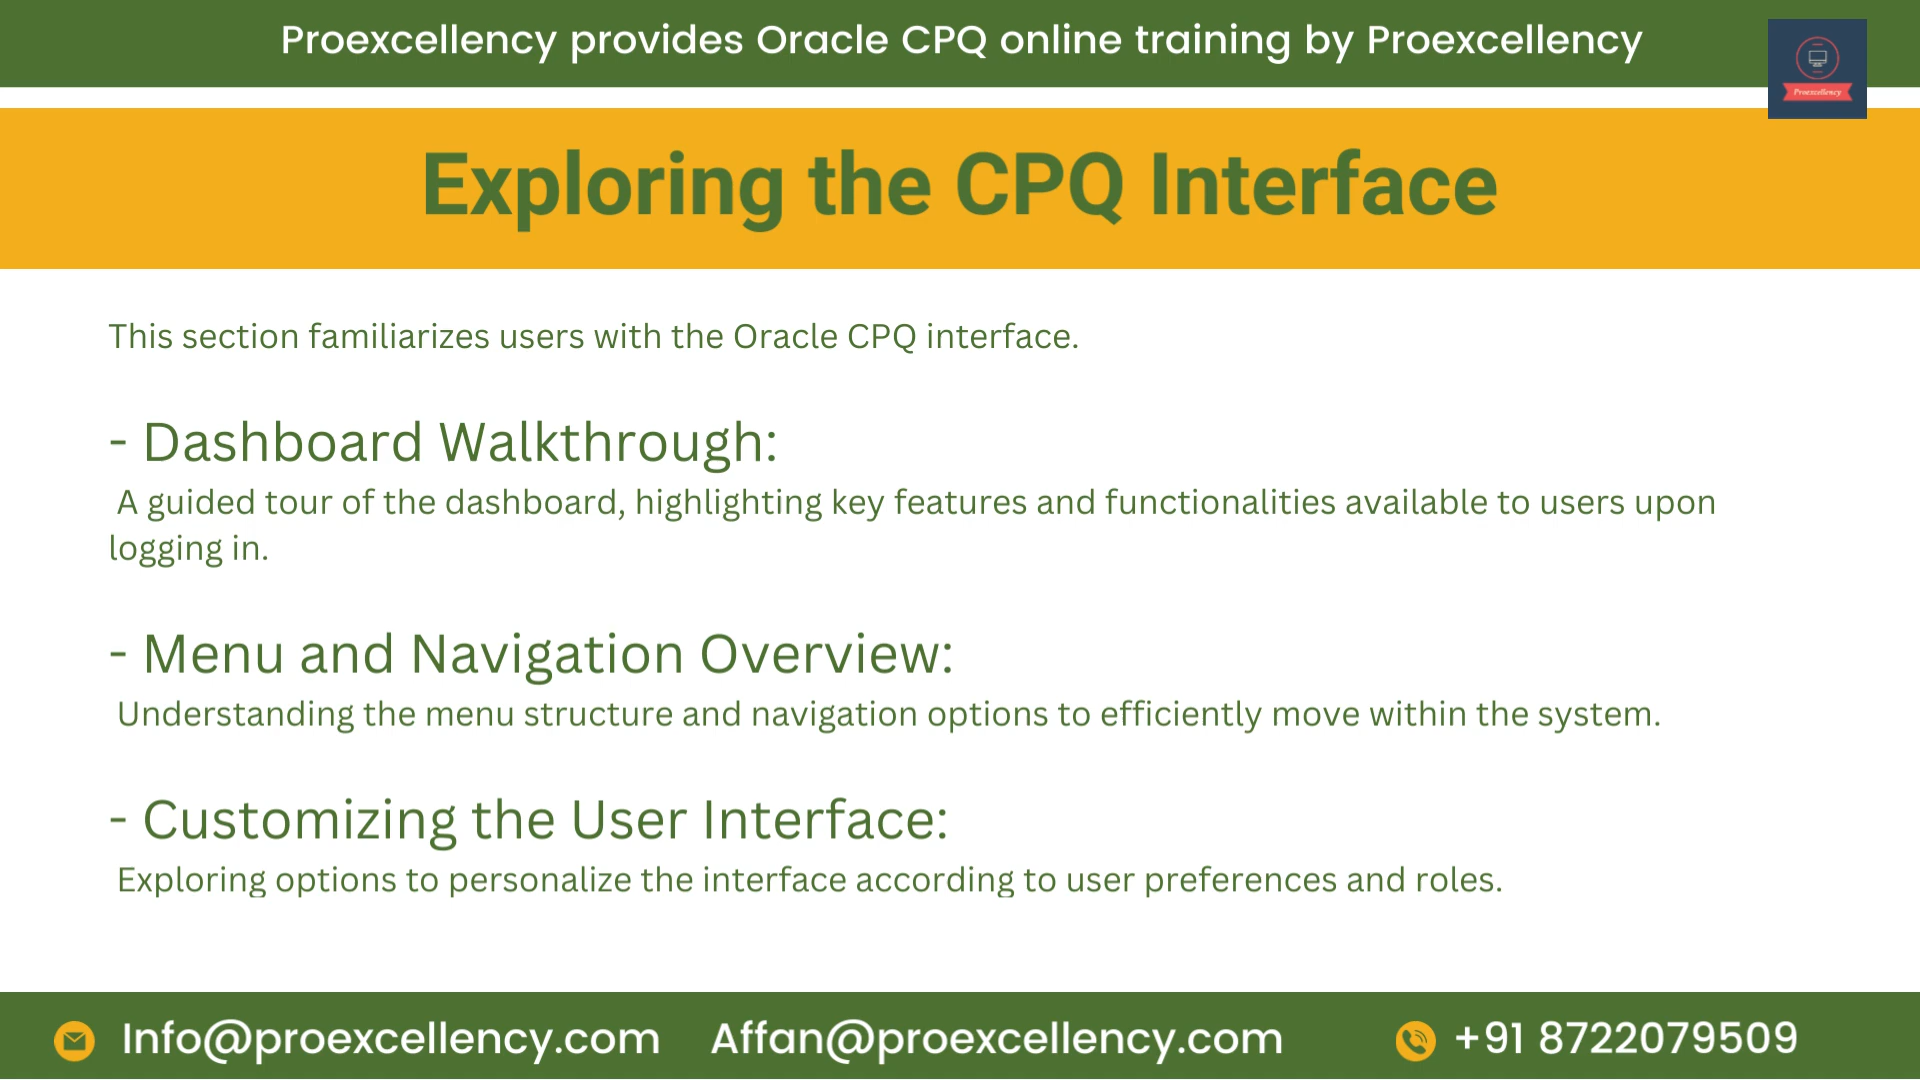 Proexcellency provides Oracle CPQ online training by Proexcellency
Proexcellency
Exploring the CPQ Interface
This section familiarizes users with the Oracle CPQ interface.
- Dashboard Walkthrough:
A guided tour of the dashboard, highlighting key features and functionalities available to users upon
logging in.
- Menu and Navigation Overview:
Understanding the menu structure and navigation options to efficiently move within the system.
- Customizing the User Interface:
Exploring options to personalize the interface according to user preferences and roles.
Info@proexcellency.com Affan@proexcellency.com +91 8722079509